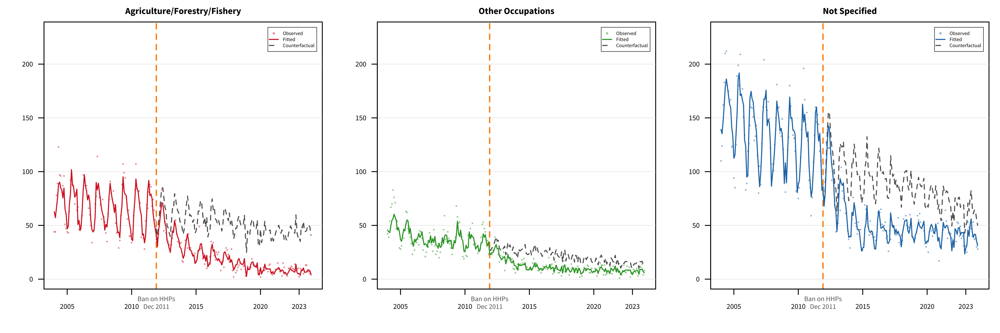 Agriculture/Forestry/Fishery
Observed
Fitted
Counterfactual
200
150
100
50
0
Ban on HHPs
2005 2010 Dec 2011 2015 2020 2023
Other Occupations
Observed
Fitted
Counterfactual
200
150
100
50
0
Ban on HHPs
2005 2010 Dec 2011 2015 2020 2023
Not Specified
Observed
Fitted
Counterfactual
200
150
100
50
0
Ban on HHPs
2005 2010 Dec 2011 2015 2020 2023